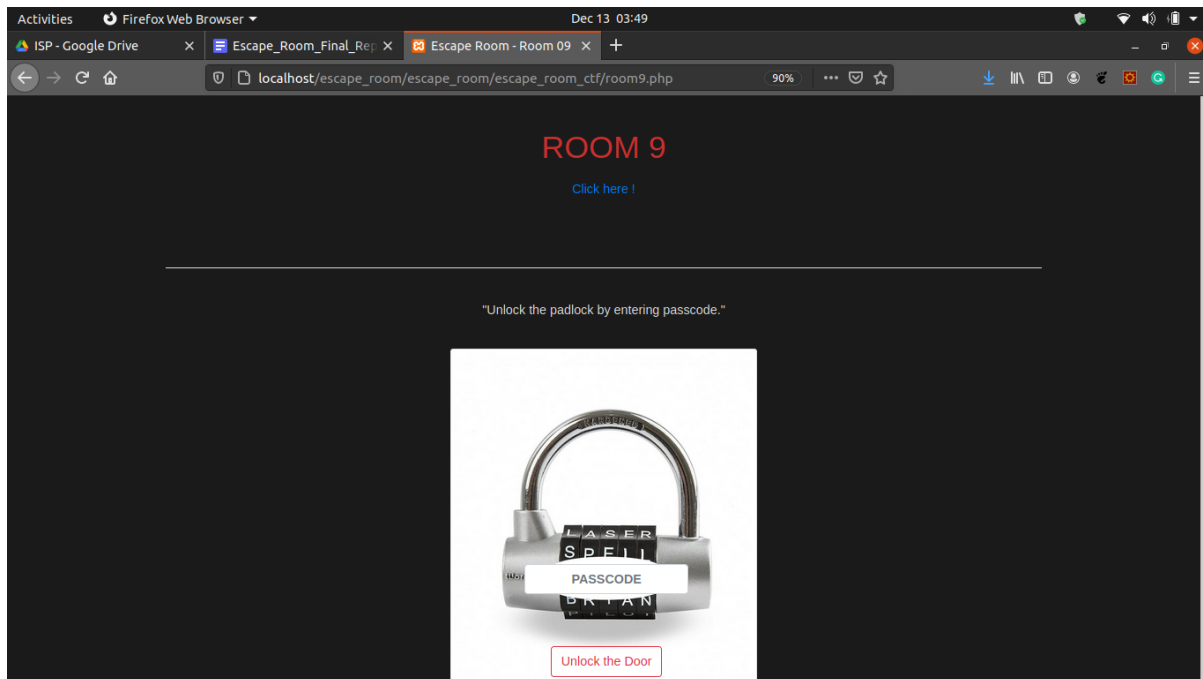 Activities Firefox Web Browser Dec 13 03:49
ISP - Google Drive Escape_Room_Final_Rep Escape Room - Room 09
localhost/escape_room/escape_room/escape_room_ctf/room9.php 90%
ROOM 9
Click here !
"Unlock the padlock by entering passcode."
HARDENED
LASER
SPELL
PASSCODE
BRIAN
Unlock the Door